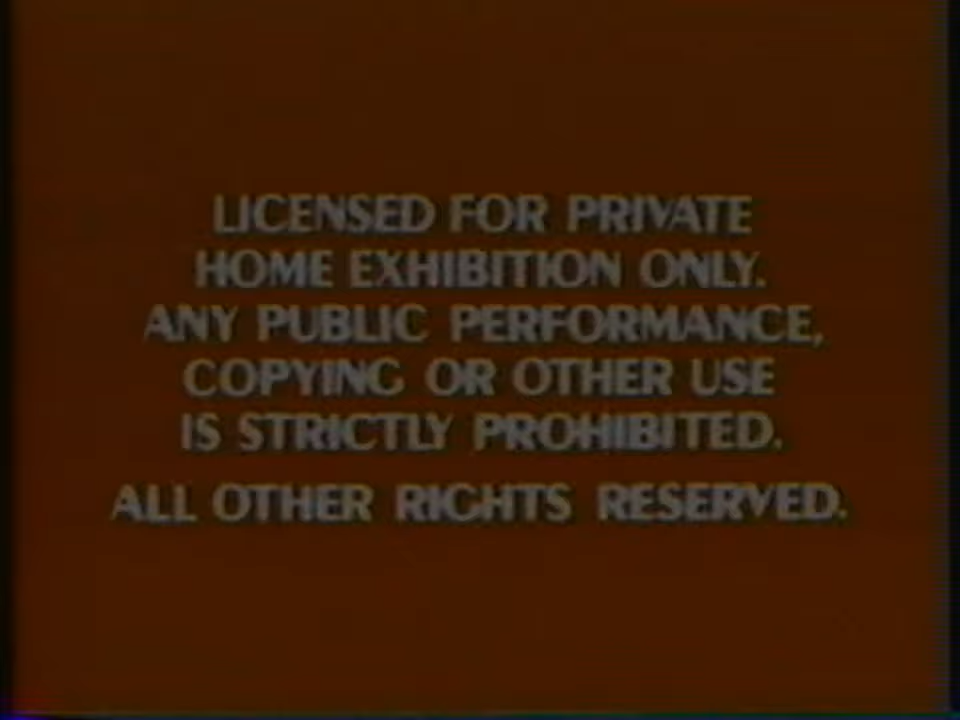 LICENSED FOR PRIVATE
HOME EXHIBITION ONLY.
ANY PUBLIC PERFORMANCE,
COPYING OR OTHER USE
IS STRICTLY PROHIBITED.
ALL OTHER RIGHTS RESERVED.